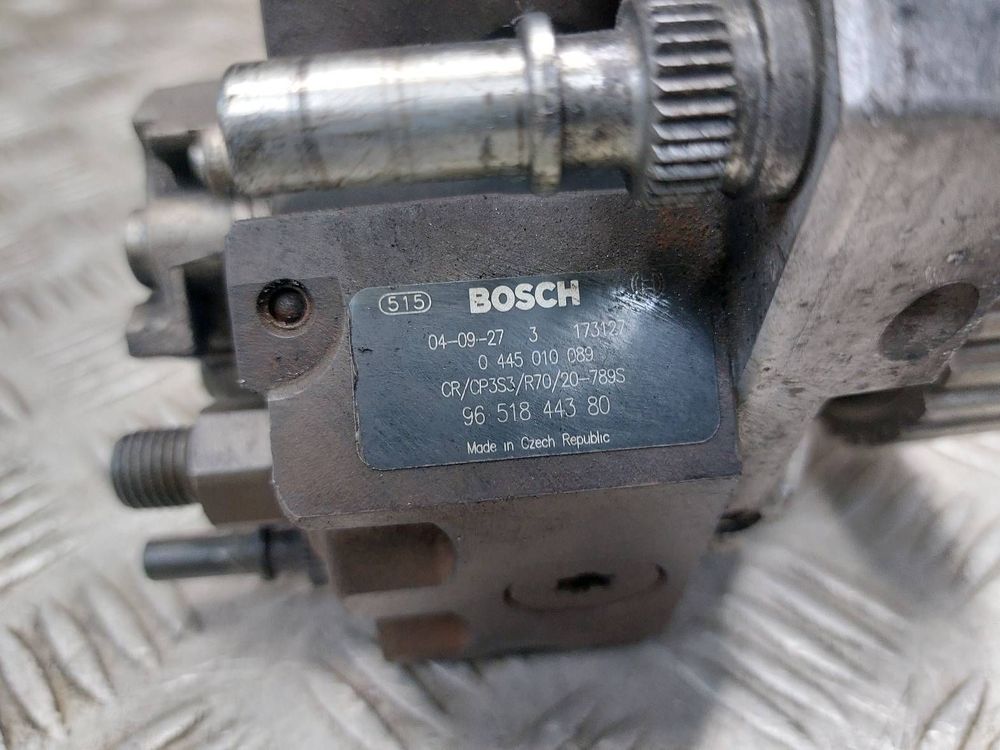 515 BOSCH
04-09-27 3 173127
0 445 010 089
CR/CP3S3/R70/20-789S
96 518 443 80
Made in Czech Republic